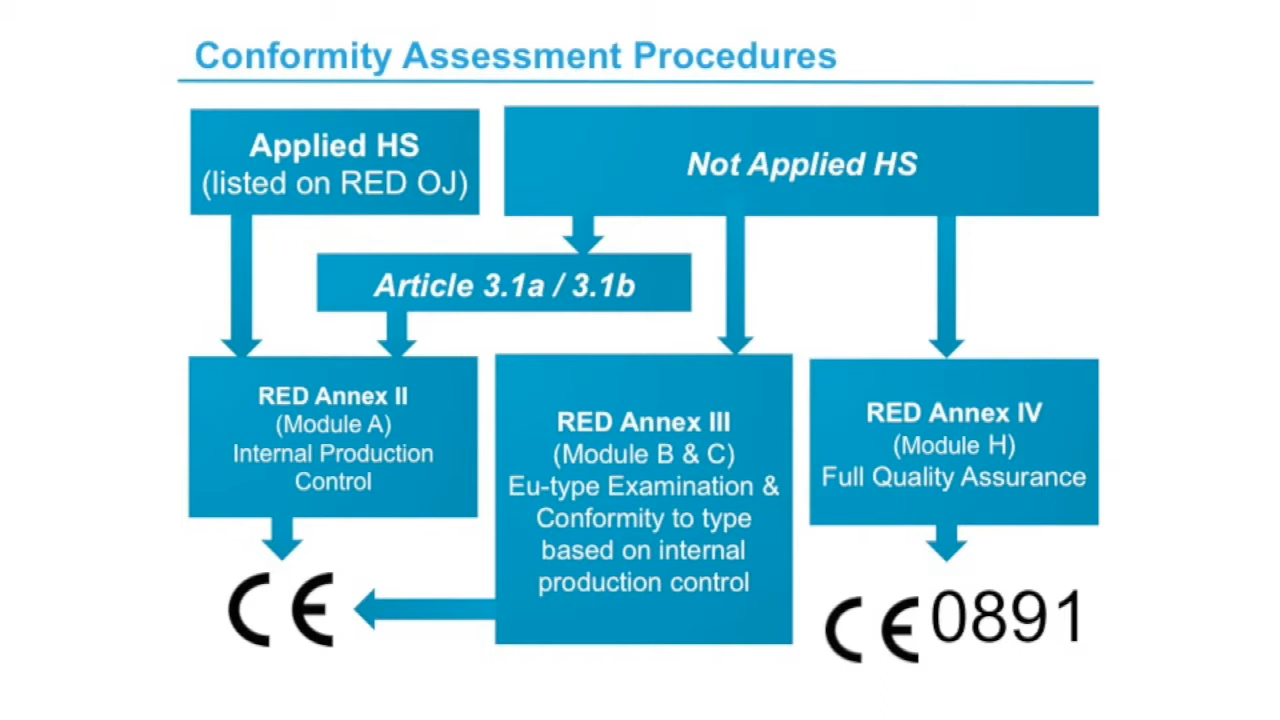 Conformity Assessment Procedures
Applied HS
(listed on RED OJ)
Not Applied HS
Article 3.1a / 3.1b
RED Annex II
(Module A)
Internal Production
Control
RED Annex III
(Module B & C)
Eu-type Examination &
Conformity to type
based on internal
production control
RED Annex IV
(Module H)
Full Quality Assurance
CE
CE 0891